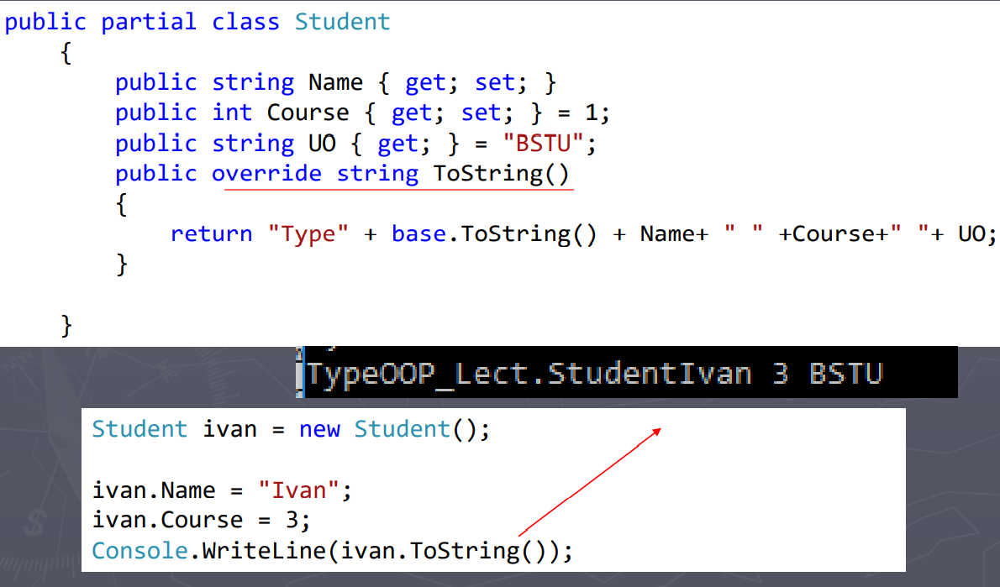 public partial class Student
{
public string Name { get; set; }
public int Course { get; set; } = 1;
public string UO { get; } = "BSTU";
public override string ToString()
{
return "Type" + base.ToString() + Name+ " " +Course+" "+ UO;
}
}
TypeOOP_Lect.StudentIvan 3 BSTU
Student ivan = new Student();
ivan.Name = "Ivan";
ivan.Course = 3;
Console.WriteLine(ivan.ToString());